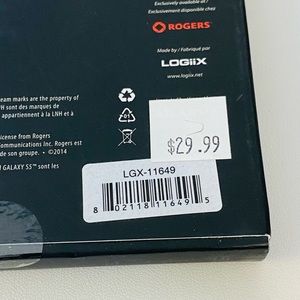 Exclusively available at /
Exclusivement disponible chez
ROGERS
Made by / Fabriqué par
LOGiiX
www.logiix.net
eam marks are the property of
H sont des marques de
appartiennent à la LNH et à
01
icense from Rogers
Communications Inc. Rogers est
de son groupe. • ©2014
GALAXY S5™ sont les
$29.99
LGX-11649
8 02118 11649 5